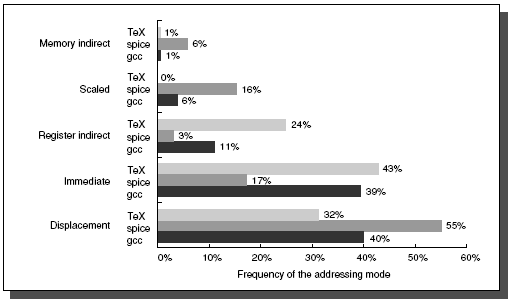 TeX 1%
Memory indirect spice 6%
gcc 1%
TeX 0%
Scaled spice 16%
gcc 6%
TeX 24%
Register indirect spice 3%
gcc 11%
TeX 43%
Immediate spice 17%
gcc 39%
TeX 32%
Displacement spice 55%
gcc 40%
0% 10% 20% 30% 40% 50% 60%
Frequency of the addressing mode